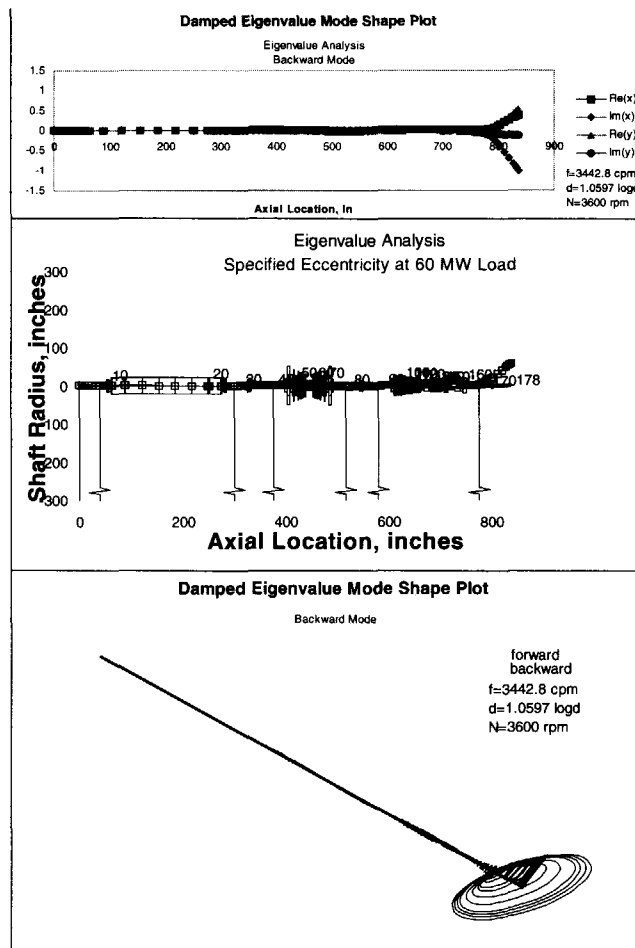 Damped Eigenvalue Mode Shape Plot
Eigenvalue Analysis
Backward Mode
1.5
1
0.5
0
-0.5
-1
-1.5
0 100 200 300 400 500 600 700 800 900
Axial Location, in
Re(x)
Im(x)
Re(y)
Im(y)
f=3442.8 cpm
d=1.0597 logd
N=3600 rpm
Eigenvalue Analysis
Specified Eccentricity at 60 MW Load
Shaft Radius, inches
300
200
100
0
100
200
300
10 20 30 70 80 170 178
0 200 400 600 800
Axial Location, inches
Damped Eigenvalue Mode Shape Plot
Backward Mode
forward
backward
f=3442.8 cpm
d=1.0597 logd
N=3600 rpm